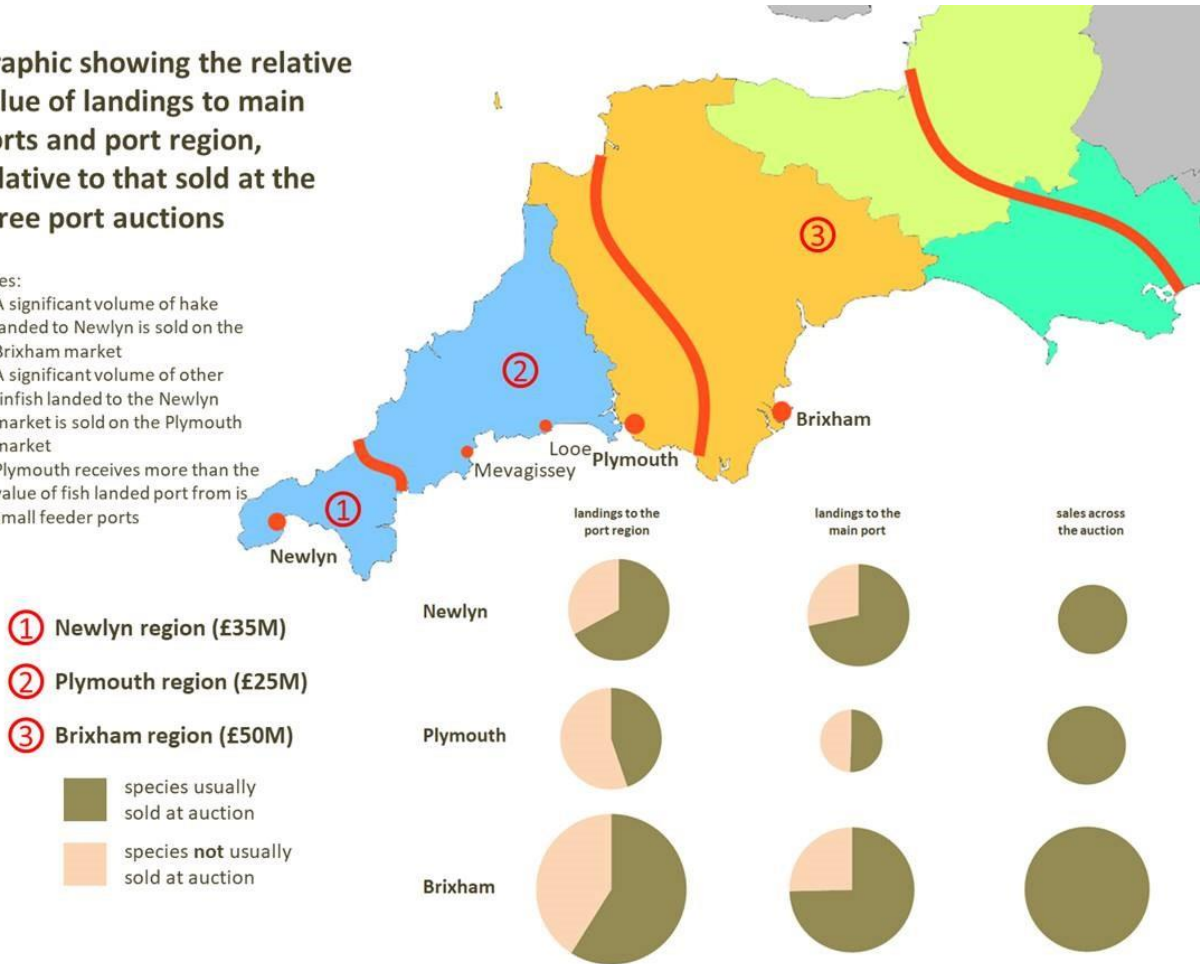 raphic showing the relative
lue of landings to main
orts and port region,
lative to that sold at the
ree port auctions
es:
A significant volume of hake
anded to Newlyn is sold on the
Brixham market
A significant volume of other
infish landed to the Newlyn
market is sold on the Plymouth
market
Plymouth receives more than the
value of fish landed port from is
small feeder ports
3
2
1
Brixham
Looe
Plymouth
Mevagissey
Newlyn
1 Newlyn region (£35M)
2 Plymouth region (£25M)
3 Brixham region (£50M)
species usually
sold at auction
species not usually
sold at auction
landings to the
port region
landings to the
main port
sales across
the auction
Newlyn
Plymouth
Brixham